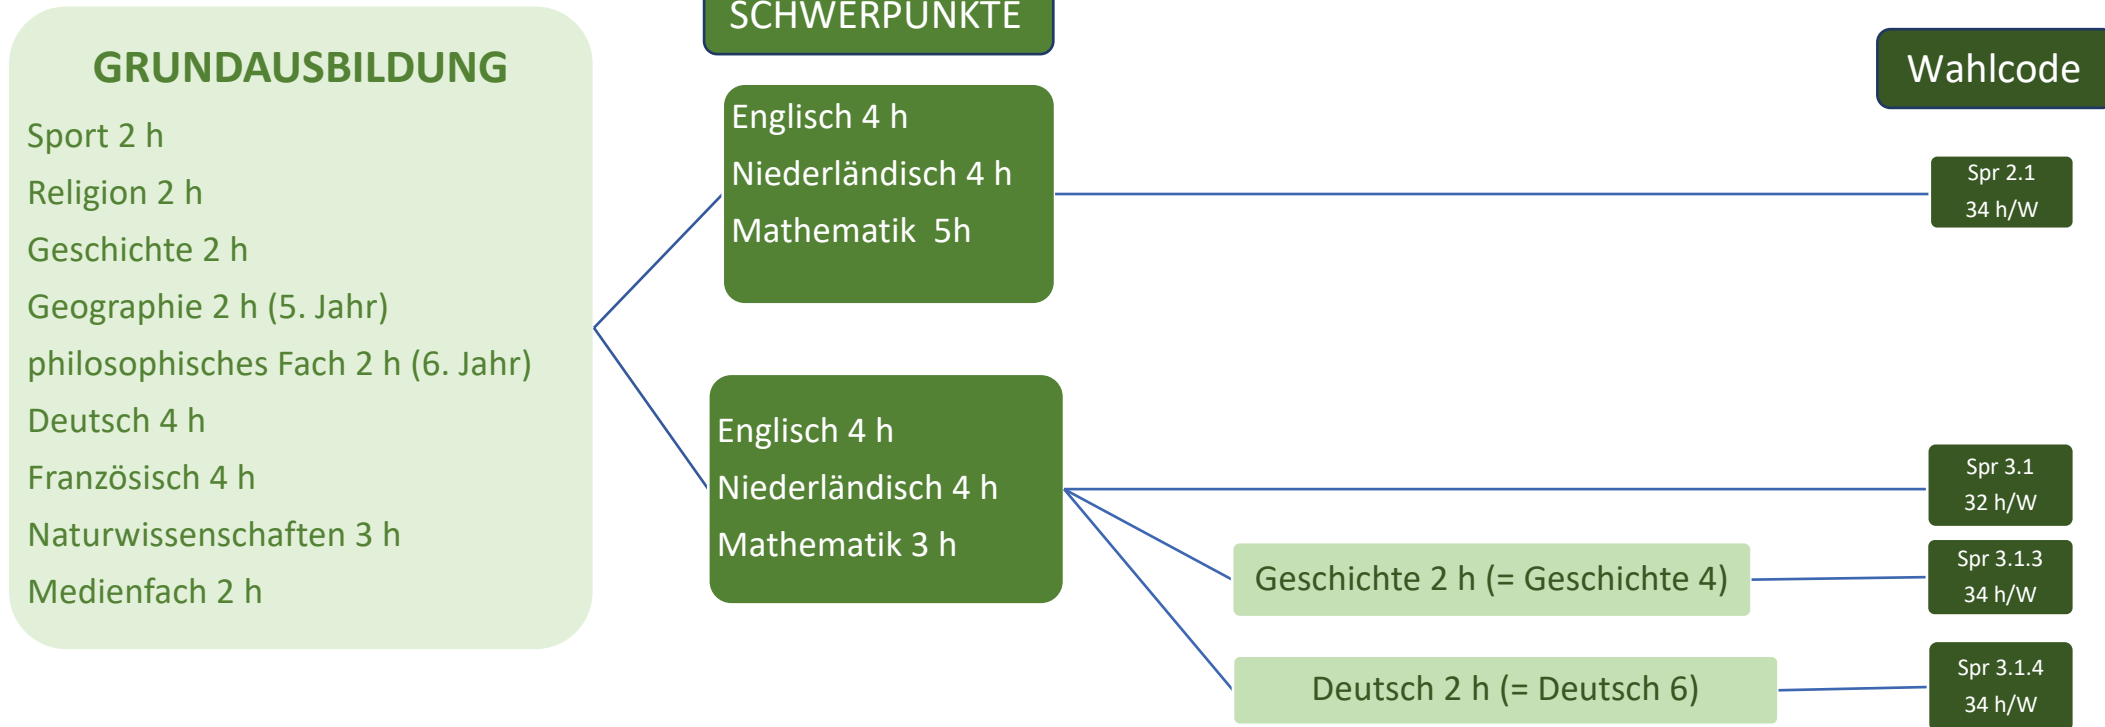 GRUNDAUSBILDUNG
Sport 2 h
Religion 2 h
Geschichte 2 h
Geographie 2 h (5. Jahr)
philosophisches Fach 2 h (6. Jahr)
Deutsch 4 h
Französisch 4 h
Naturwissenschaften 3 h
Medienfach 2 h
SCHWERPUNKTE
Englisch 4 h
Niederländisch 4 h
Mathematik  5h
Englisch 4 h
Niederländisch 4 h
Mathematik 3 h
Geschichte 2 h (= Geschichte 4)
Deutsch 2 h (= Deutsch 6)
Wahlcode
Spr 2.1
34 h/W
Spr 3.1
32 h/W
Spr 3.1.3
34 h/W
Spr 3.1.4
34 h/W